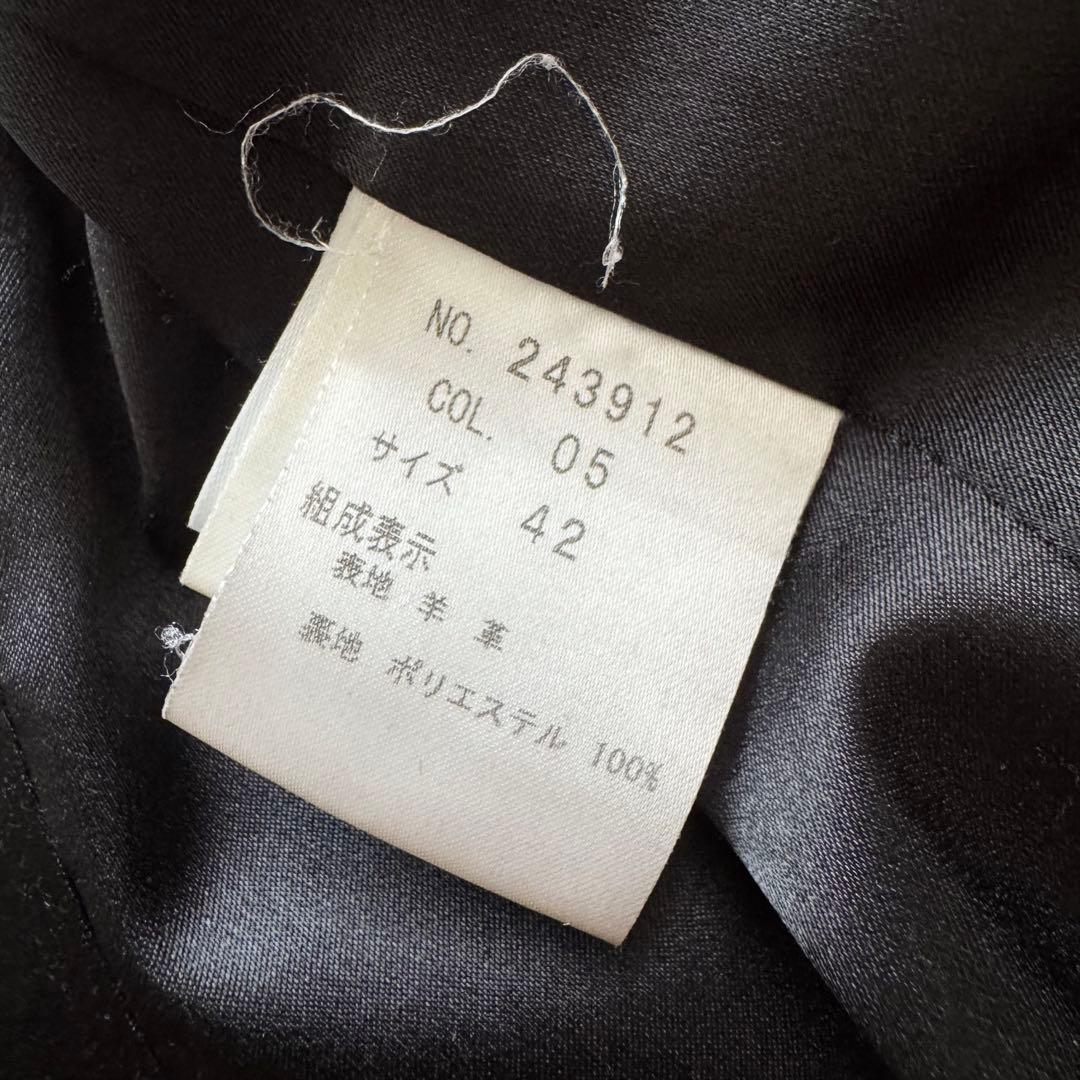 NO. 243912
COL. 05
サイズ 42
組成表示
表地 羊 革
裏地 ポリエステル 100%